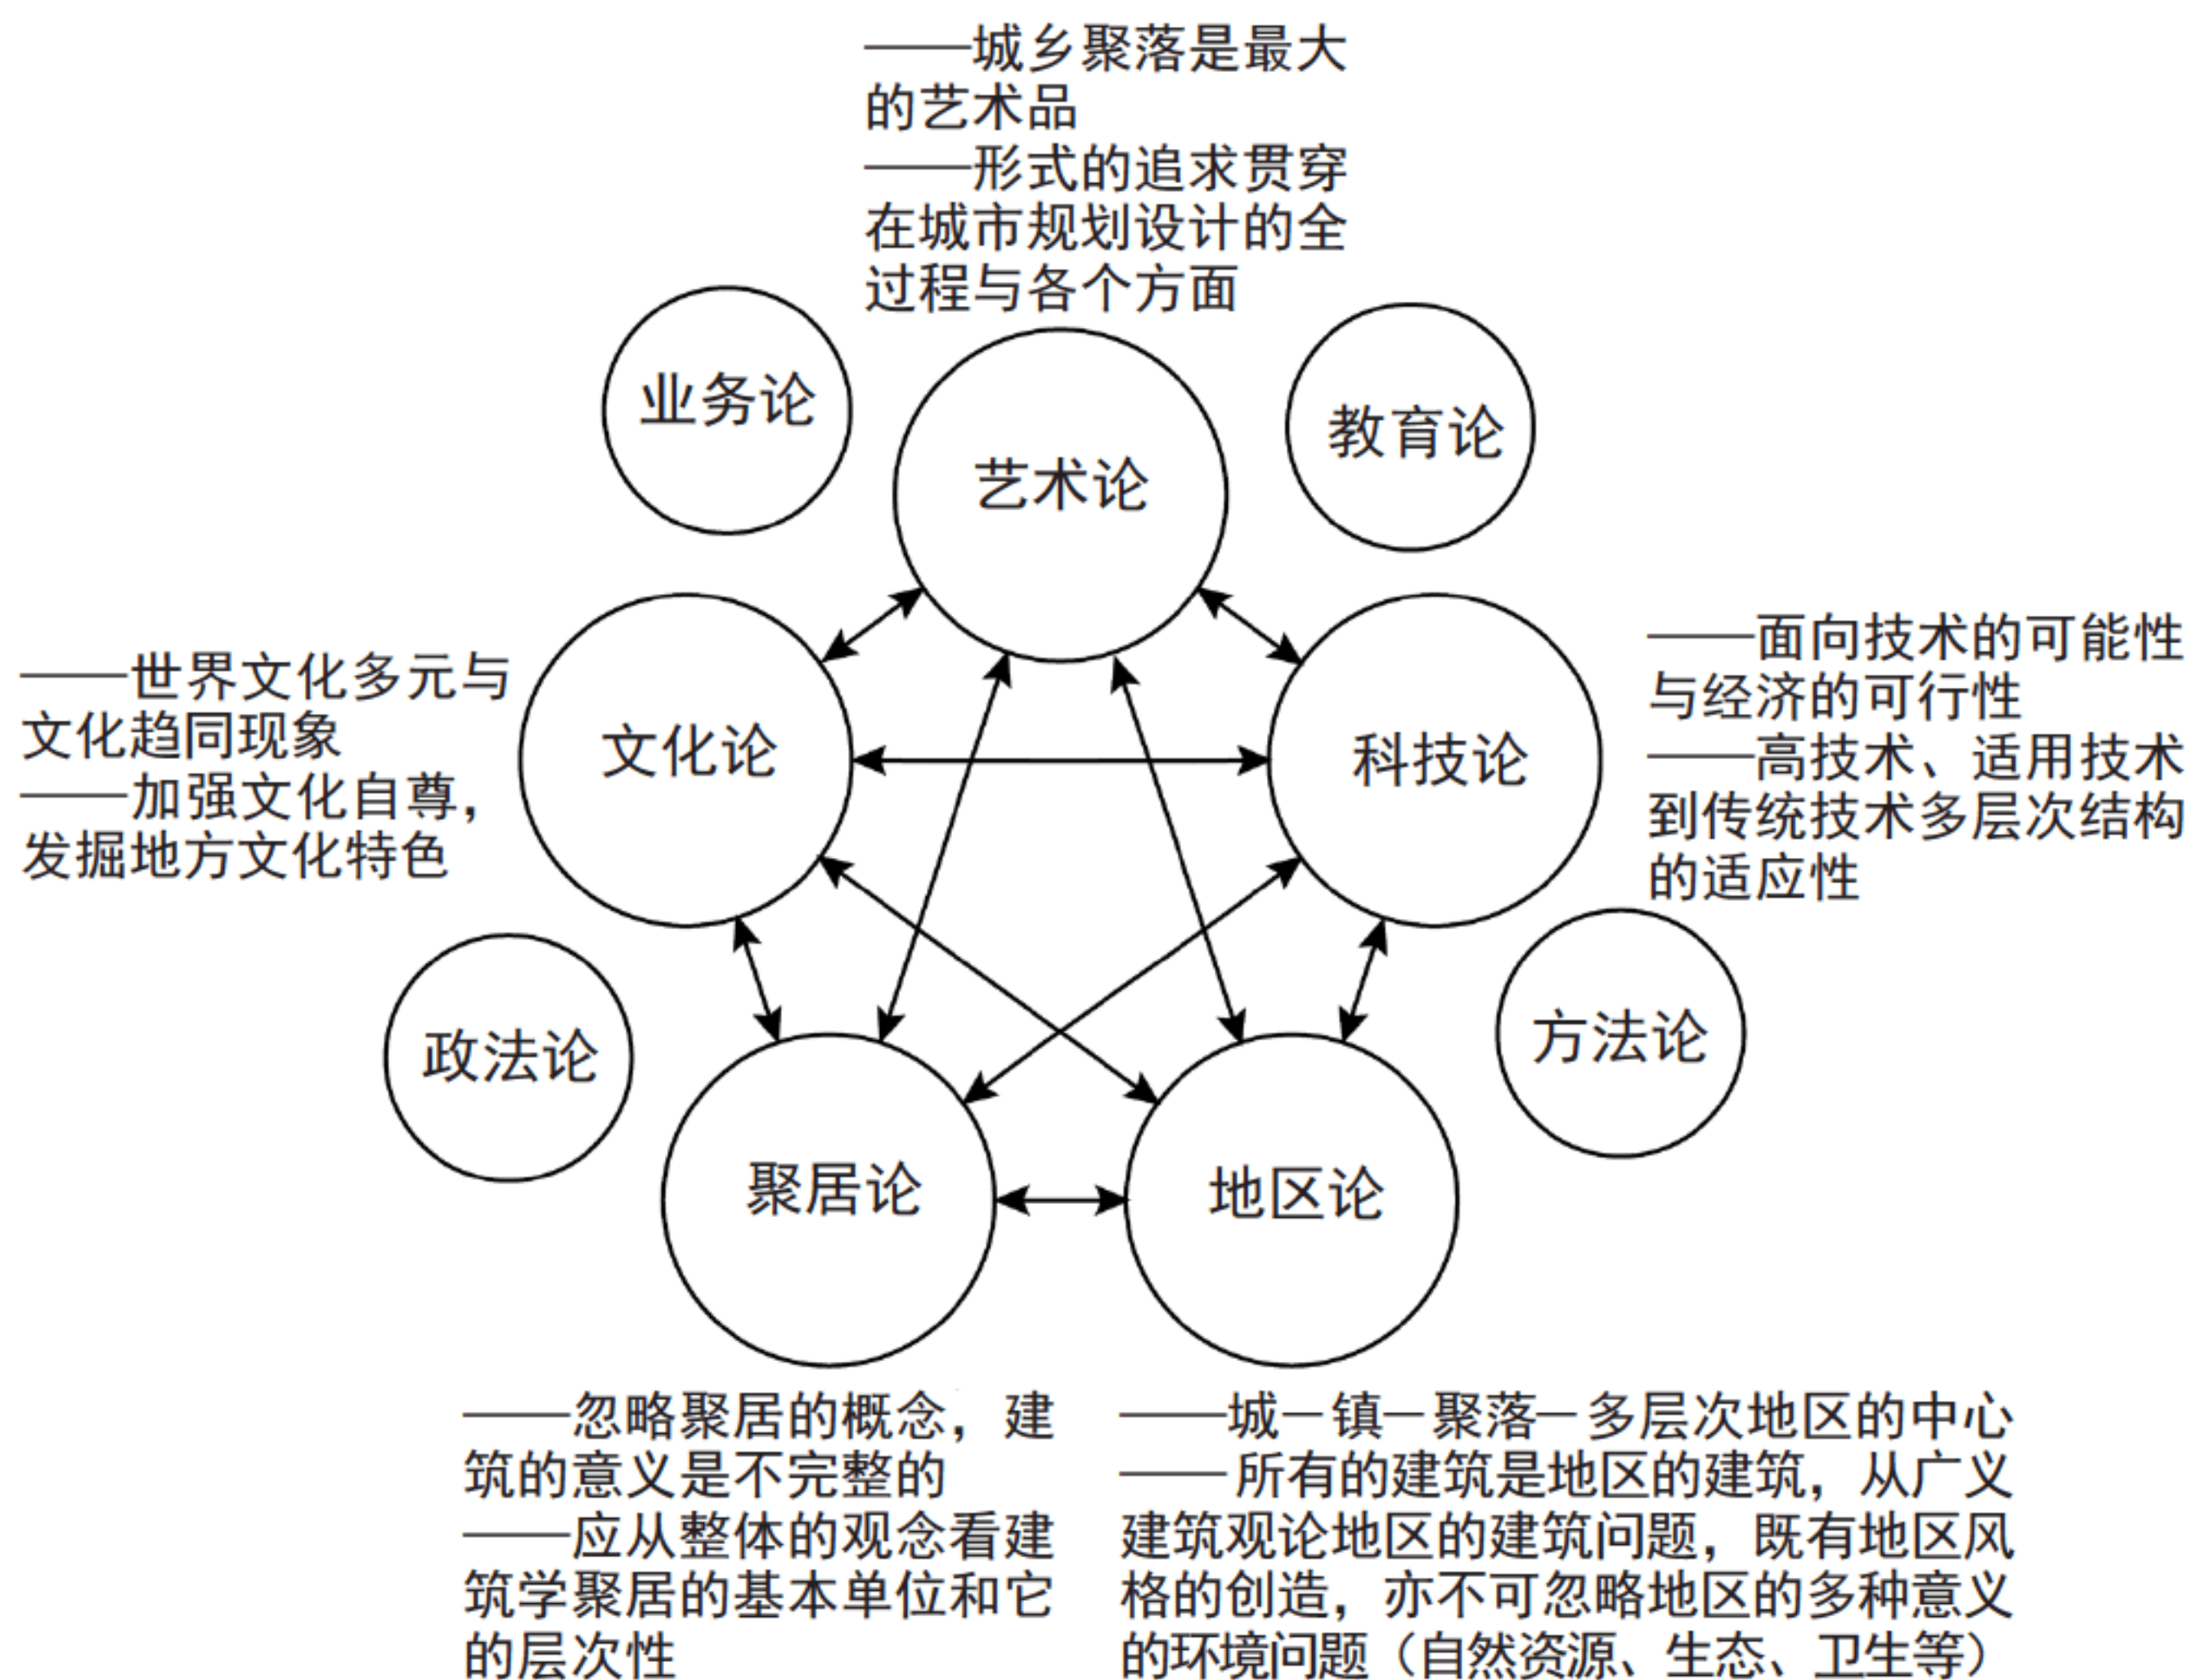 ——城乡聚落是最大
的艺术品
——形式的追求贯穿
在城市规划设计的全
过程与各个方面
业务论
教育论
艺术论
——世界文化多元与
文化趋同现象
——加强文化自尊，
发掘地方文化特色
文化论
科技论
——面向技术的可能性
与经济的可行性
——高技术、适用技术
到传统技术多层次结构
的适应性
政法论
方法论
聚居论
地区论
——忽略聚居的概念，建
筑的意义是不完整的
——应从整体的观念看建
筑学聚居的基本单位和它
的层次性
——城－镇－聚落－多层次地区的中心
——所有的建筑是地区的建筑，从广义
建筑观论地区的建筑问题，既有地区风
格的创造，亦不可忽略地区的多种意义
的环境问题（自然资源、生态、卫生等）